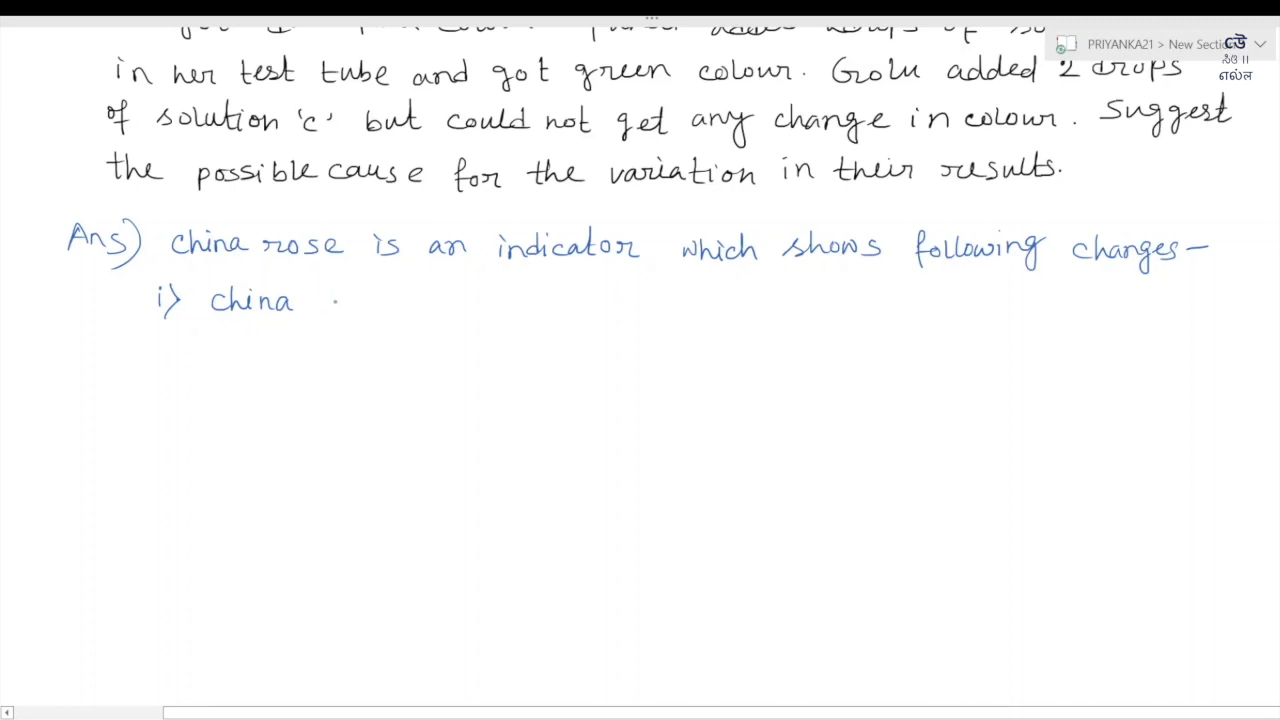 PRIYANKA21 > New Section
in her test tube and got green colour. Golu added 2 drops
of solution 'c' but could not get any change in colour. Suggest
the possible cause for the variation in their results.
Ans) china rose is an indicator which shows following changes-
i) china